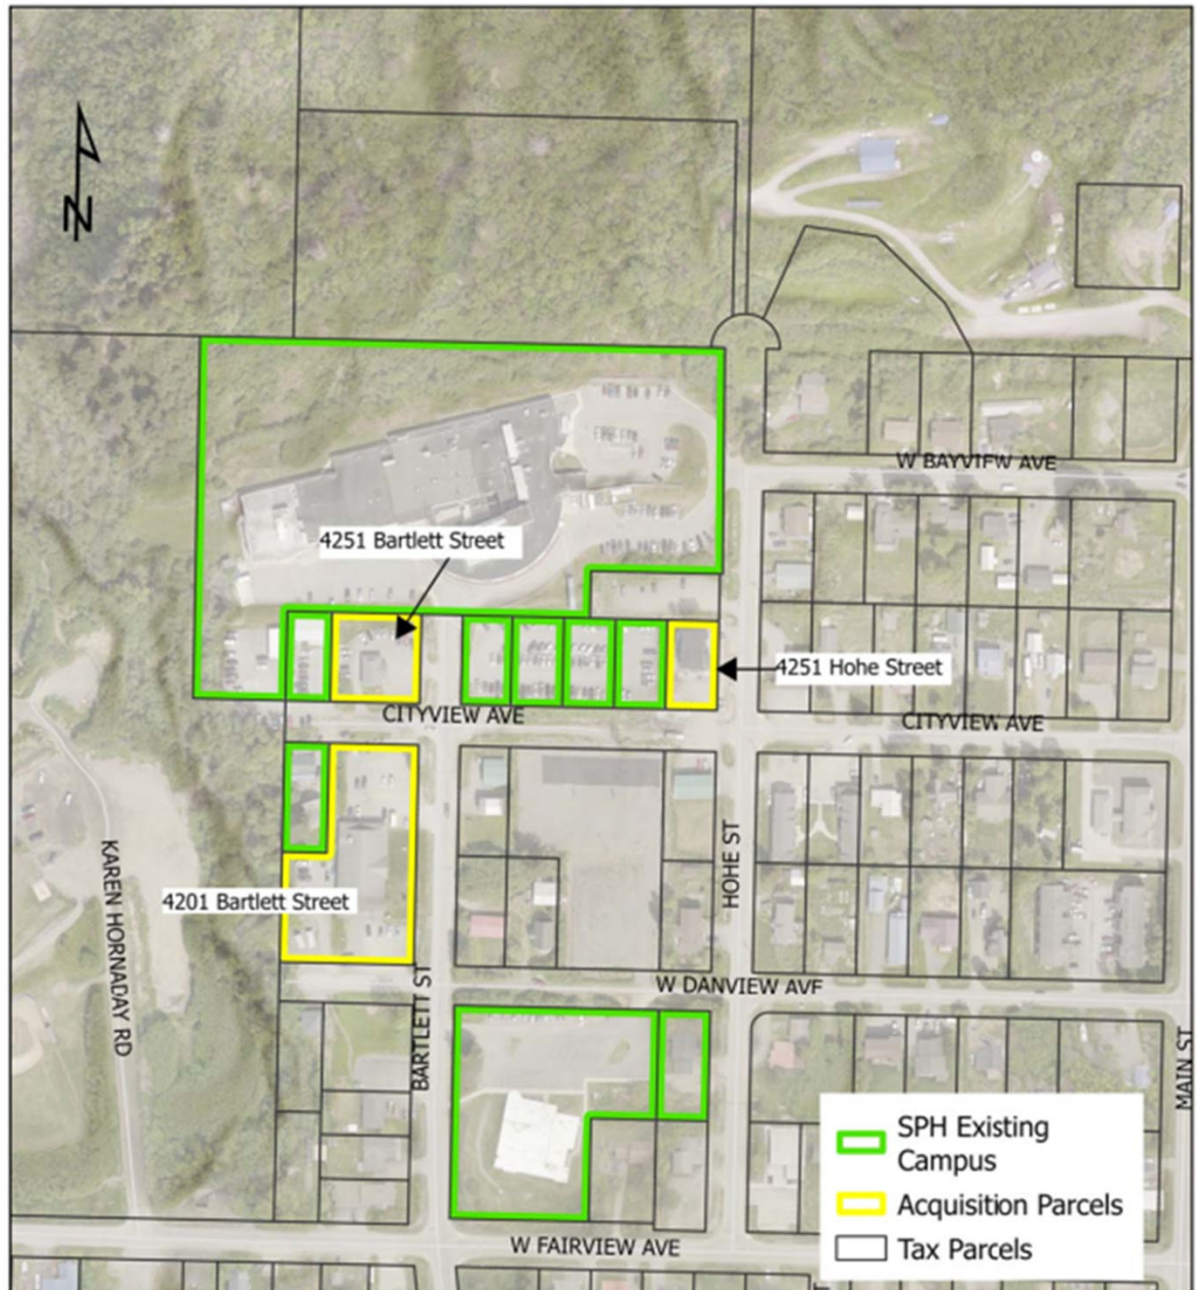 N
W BAYVIEW AVE
4251 Bartlett Street
4251 Hohe Street
CITYVIEW AVE
CITYVIEW AVE
HOHE ST
KAREN HORNADAY RD
4201 Bartlett Street
W DANVIEW AVE
BARTLETT ST
MAIN ST
SPH Existing
Campus
Acquisition Parcels
Tax Parcels
W FAIRVIEW AVE